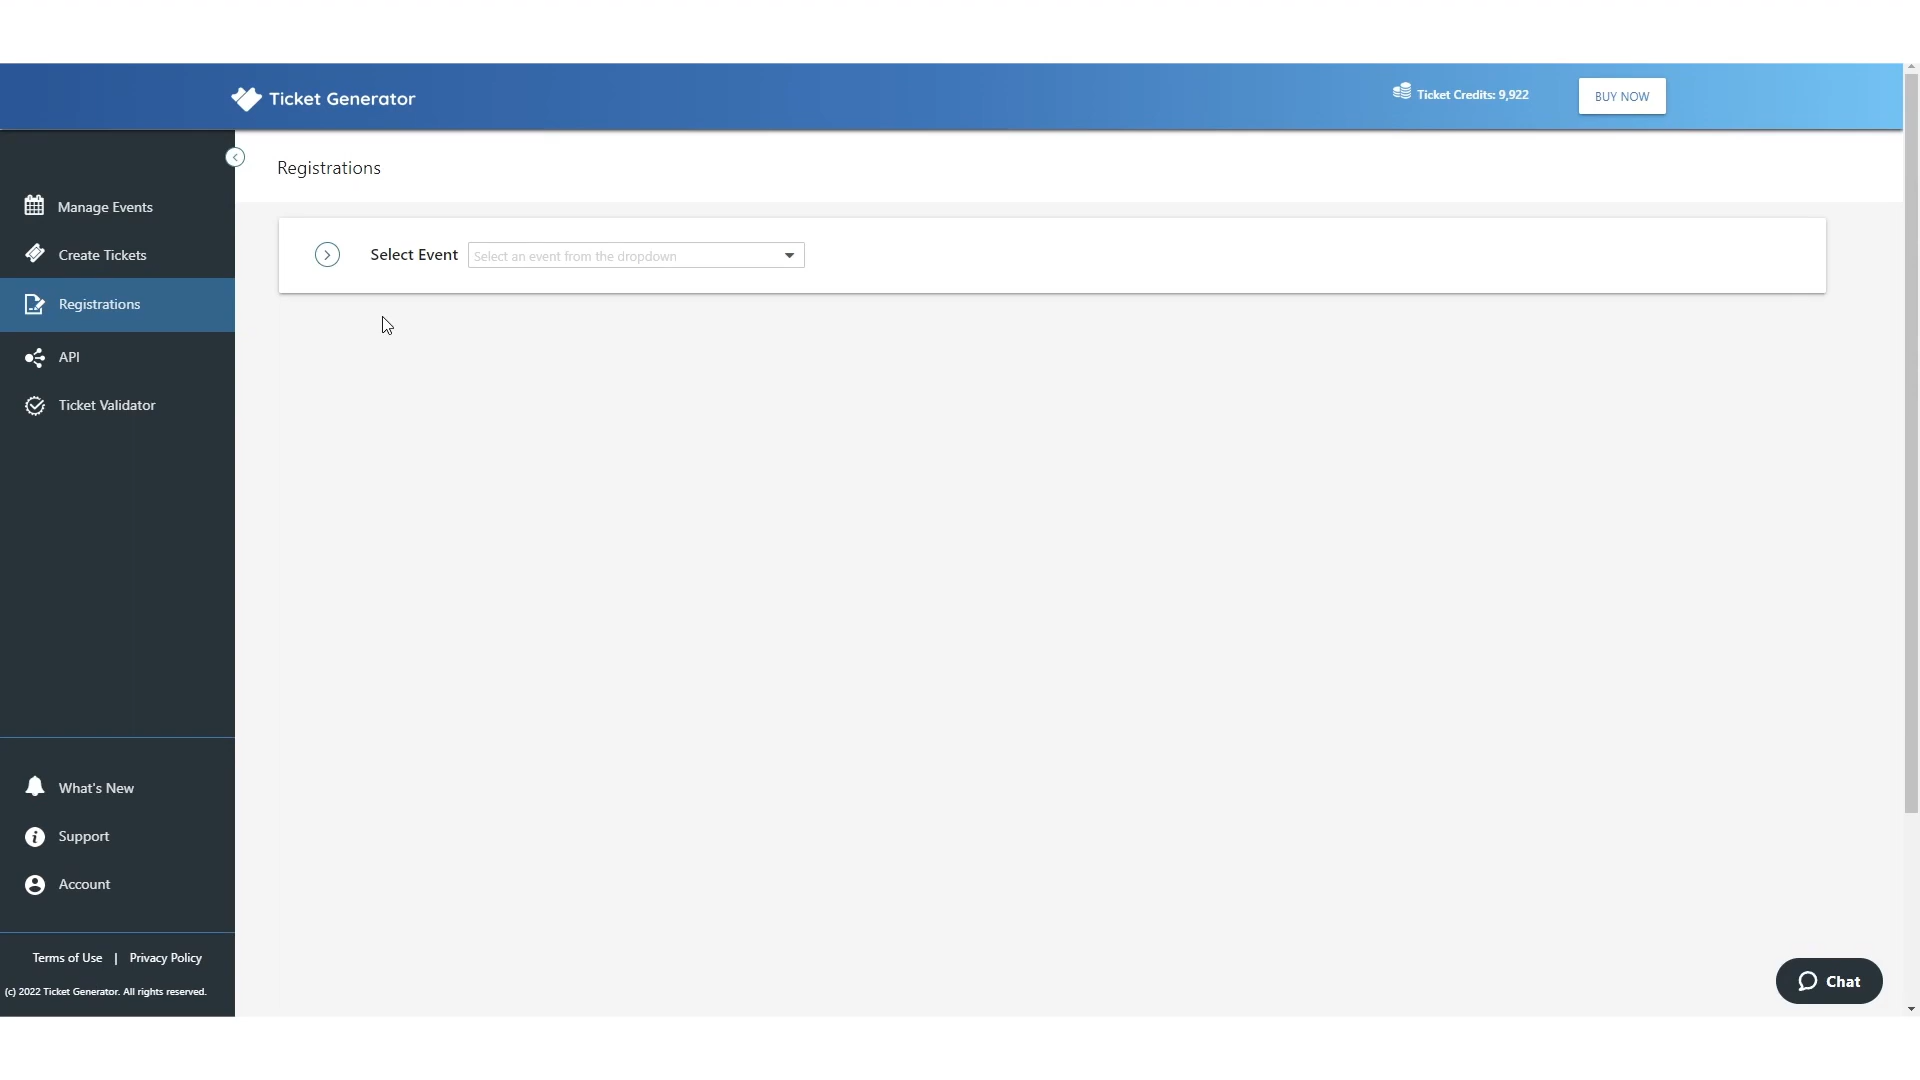 Ticket Generator
Ticket Credits: 9,922
BUY NOW
Registrations
Manage Events
Create Tickets
Registrations
API
Ticket Validator
Select Event
Select an event from the dropdown
What's New
Support
Account
Terms of Use | Privacy Policy
(c) 2022 Ticket Generator. All rights reserved.
Chat